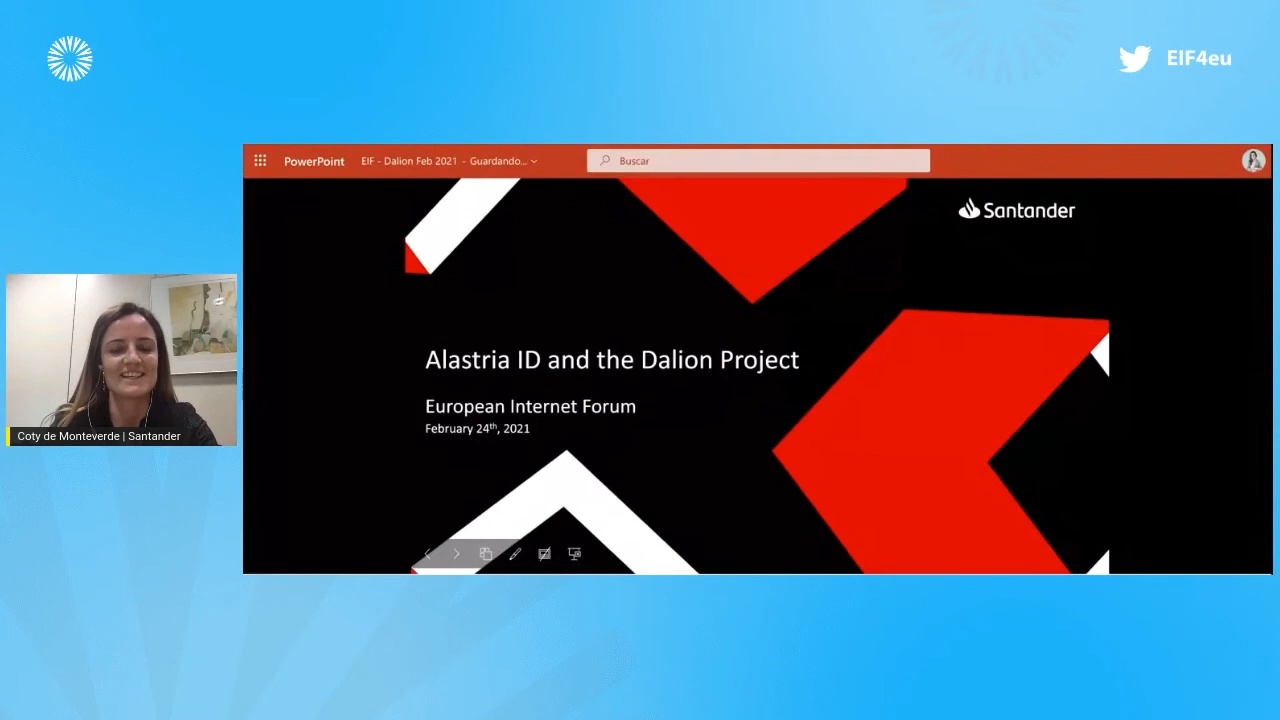 EIF4eu
PowerPoint EIF - Dalion Feb 2021 - Guardando... Buscar
Santander
Alastria ID and the Dalion Project
European Internet Forum
February 24th, 2021
Coty de Monteverde | Santander